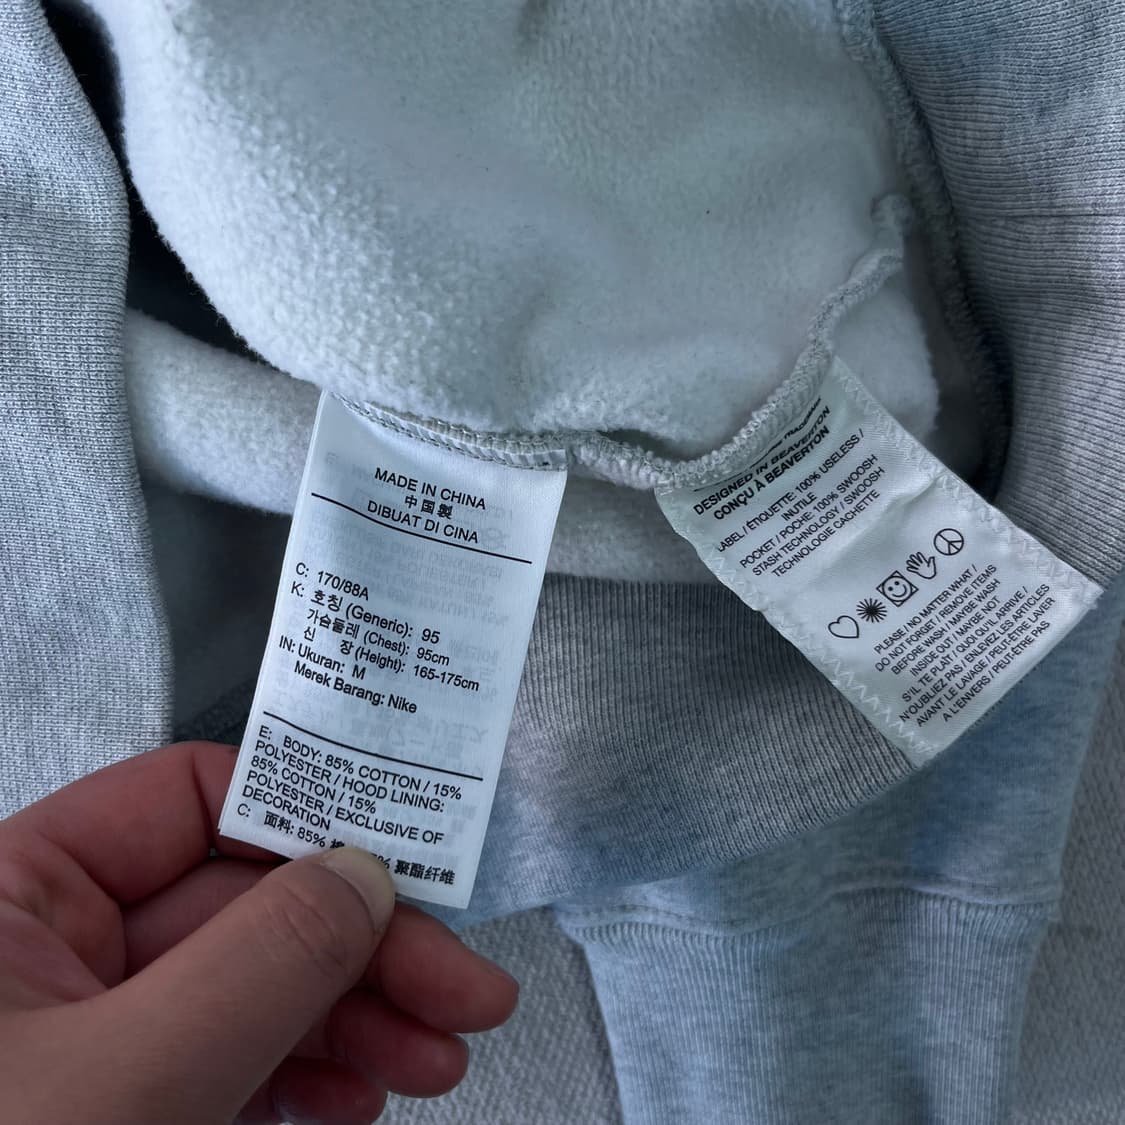 MADE IN CHINA
中国製
DIBUAT DI CINA
C: 170/88A
K: 호칭 (Generic): 95
가슴둘레 (Chest): 95cm
신 장 (Height): 165-175cm
IN: Ukuran: M
Merek Barang: Nike
E: BODY: 85% COTTON / 15%
POLYESTER / HOOD LINING:
85% COTTON / 15%
POLYESTER / EXCLUSIVE OF
DECORATION
C: 面料: 85% % 聚酯纤维
DESIGNED IN BEAVERTON
CONÇU À BEAVERTON
LABEL / ÉTIQUETTE: 100% USELESS /
INUTILE
POCKET / POCHE: 100% SWOOSH
STASH TECHNOLOGY / SWOOSH
TECHNOLOGIE CACHETTE
PLEASE / NO MATTER WHAT /
DO NOT FORGET / REMOVE ITEMS
BEFORE WASH / MAYBE WASH
INSIDE OUT / MAYBE NOT
S'IL TE PLAIT / QUOI QU'IL ARRIVE /
N'OUBLIEZ PAS / ENLEVEZ LES ARTICLES
AVANT LE LAVAGE / PEUT-ÊTRE LAVER
A L'ENVERS / PEUT-ÊTRE PAS